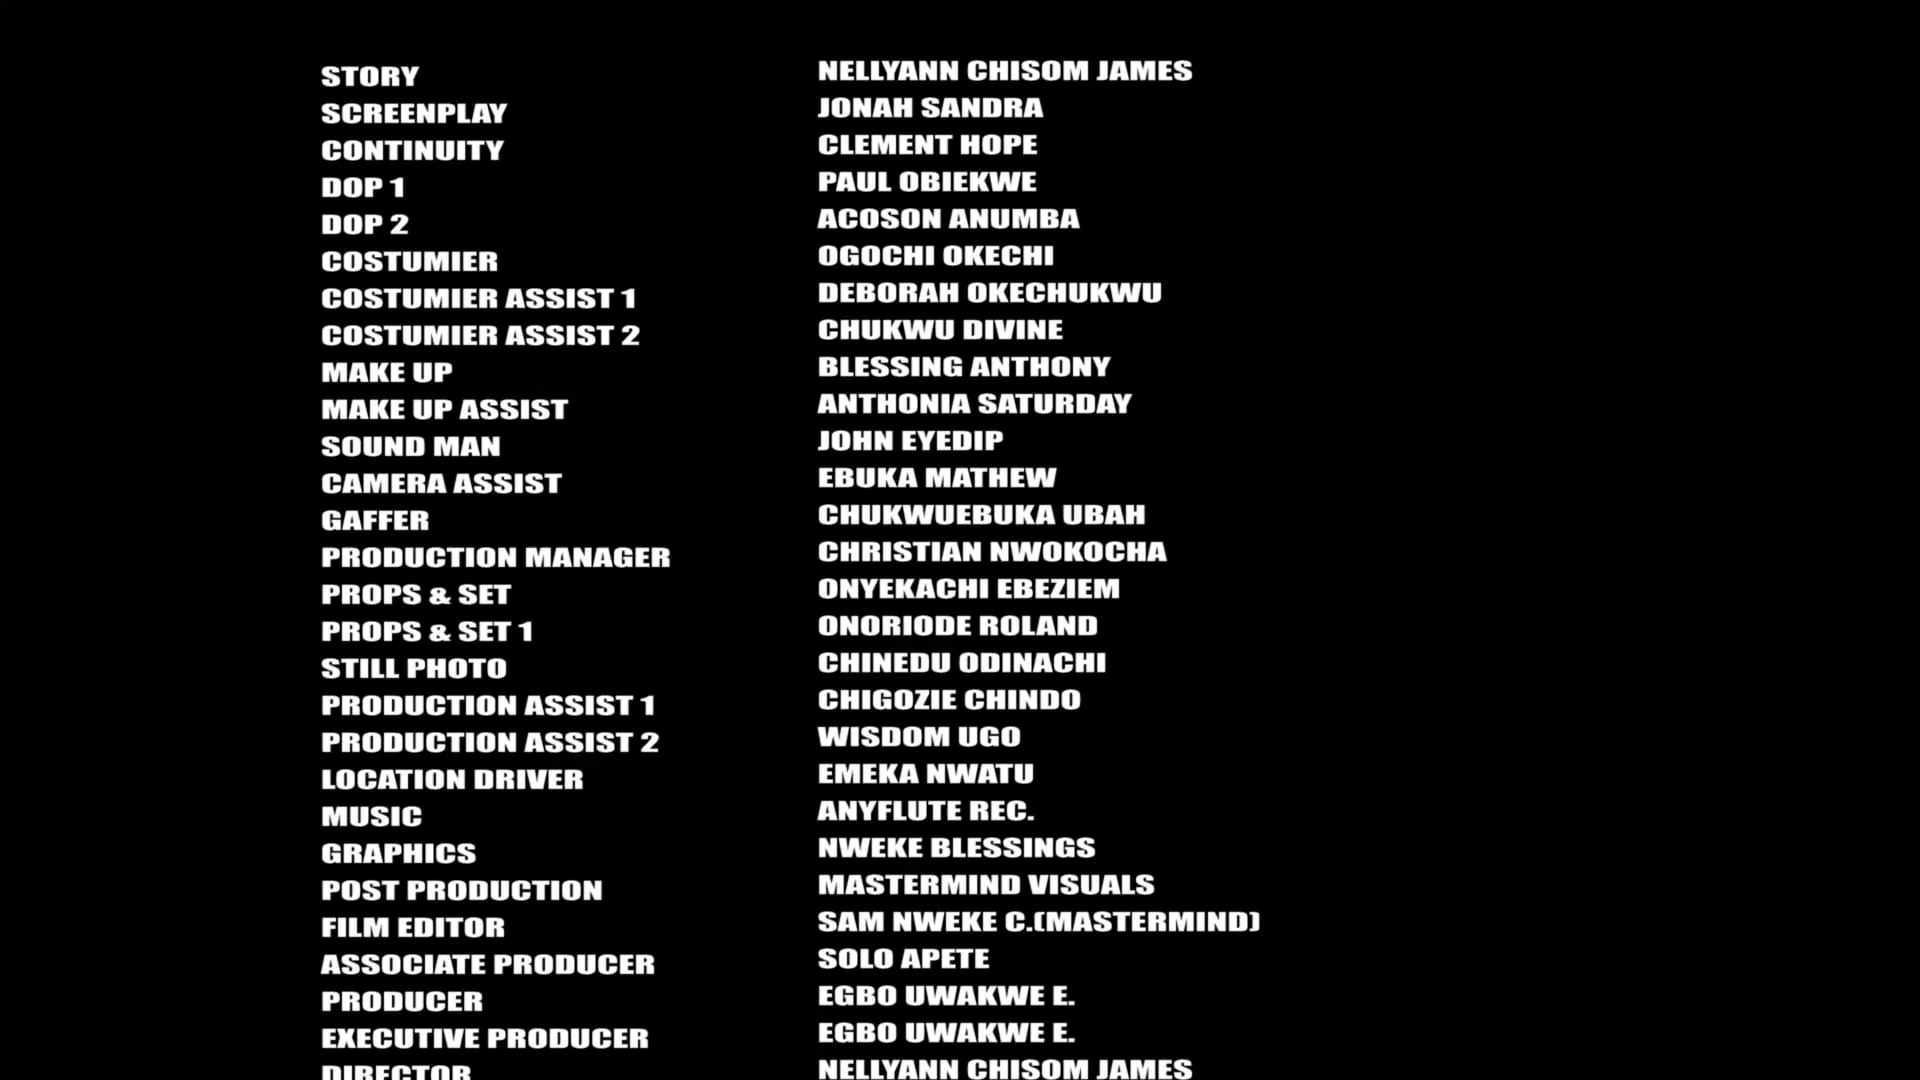 STORY NELLYANN CHISOM JAMES
SCREENPLAY JONAH SANDRA
CONTINUITY CLEMENT HOPE
DOP 1 PAUL OBIEKWE
DOP 2 ACOSON ANUMBA
COSTUMIER OGOCHI OKECHI
COSTUMIER ASSIST 1 DEBORAH OKECHUKWU
COSTUMIER ASSIST 2 CHUKWU DIVINE
MAKE UP BLESSING ANTHONY
MAKE UP ASSIST ANTHONIA SATURDAY
SOUND MAN JOHN EYEDIP
CAMERA ASSIST EBUKA MATHEW
GAFFER CHUKWUEBUKA UBAH
PRODUCTION MANAGER CHRISTIAN NWOKOCHA
PROPS & SET ONYEKACHI EBEZIEM
PROPS & SET 1 ONORIODE ROLAND
STILL PHOTO CHINEDU ODINACHI
PRODUCTION ASSIST 1 CHIGOZIE CHINDO
PRODUCTION ASSIST 2 WISDOM UGO
LOCATION DRIVER EMEKA NWATU
MUSIC ANYFLUTE REC.
GRAPHICS NWEKE BLESSINGS
POST PRODUCTION MASTERMIND VISUALS
FILM EDITOR SAM NWEKE C.(MASTERMIND)
ASSOCIATE PRODUCER SOLO APETE
PRODUCER EGBO UWAKWE E.
EXECUTIVE PRODUCER EGBO UWAKWE E.
DIRECTOR NELLYANN CHISOM JAMES